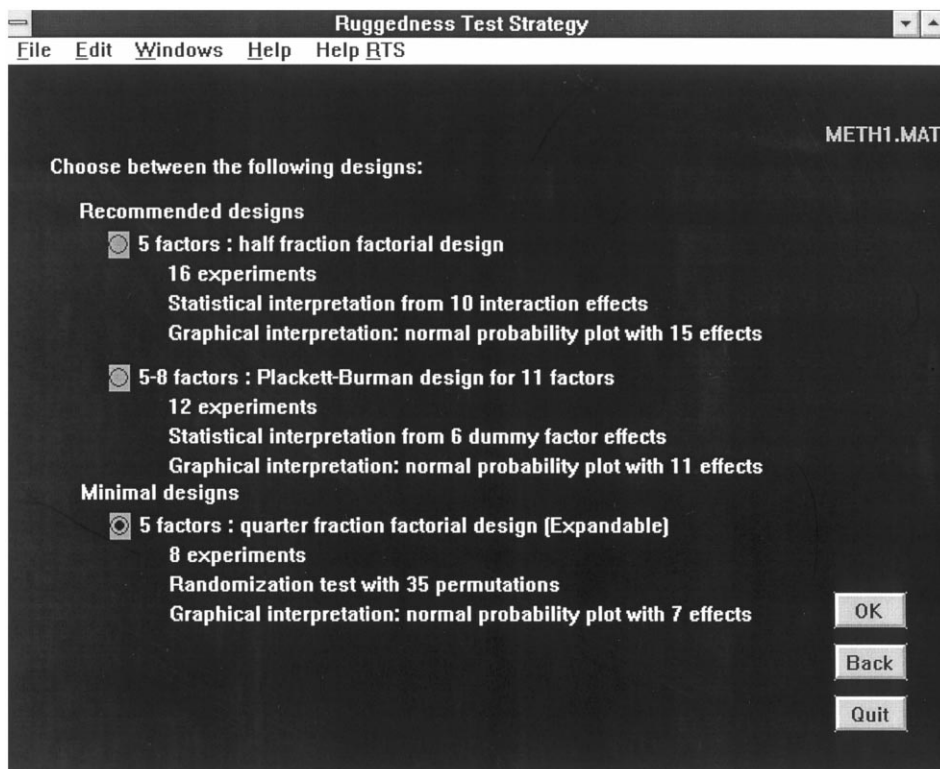 Ruggedness Test Strategy
File Edit Windows Help Help RTS
METH1.MAT
Choose between the following designs:
Recommended designs
5 factors : half fraction factorial design
16 experiments
Statistical interpretation from 10 interaction effects
Graphical interpretation: normal probability plot with 15 effects
5-8 factors : Plackett-Burman design for 11 factors
12 experiments
Statistical interpretation from 6 dummy factor effects
Graphical interpretation: normal probability plot with 11 effects
Minimal designs
5 factors : quarter fraction factorial design (Expandable)
8 experiments
Randomization test with 35 permutations
Graphical interpretation: normal probability plot with 7 effects
OK
Back
Quit